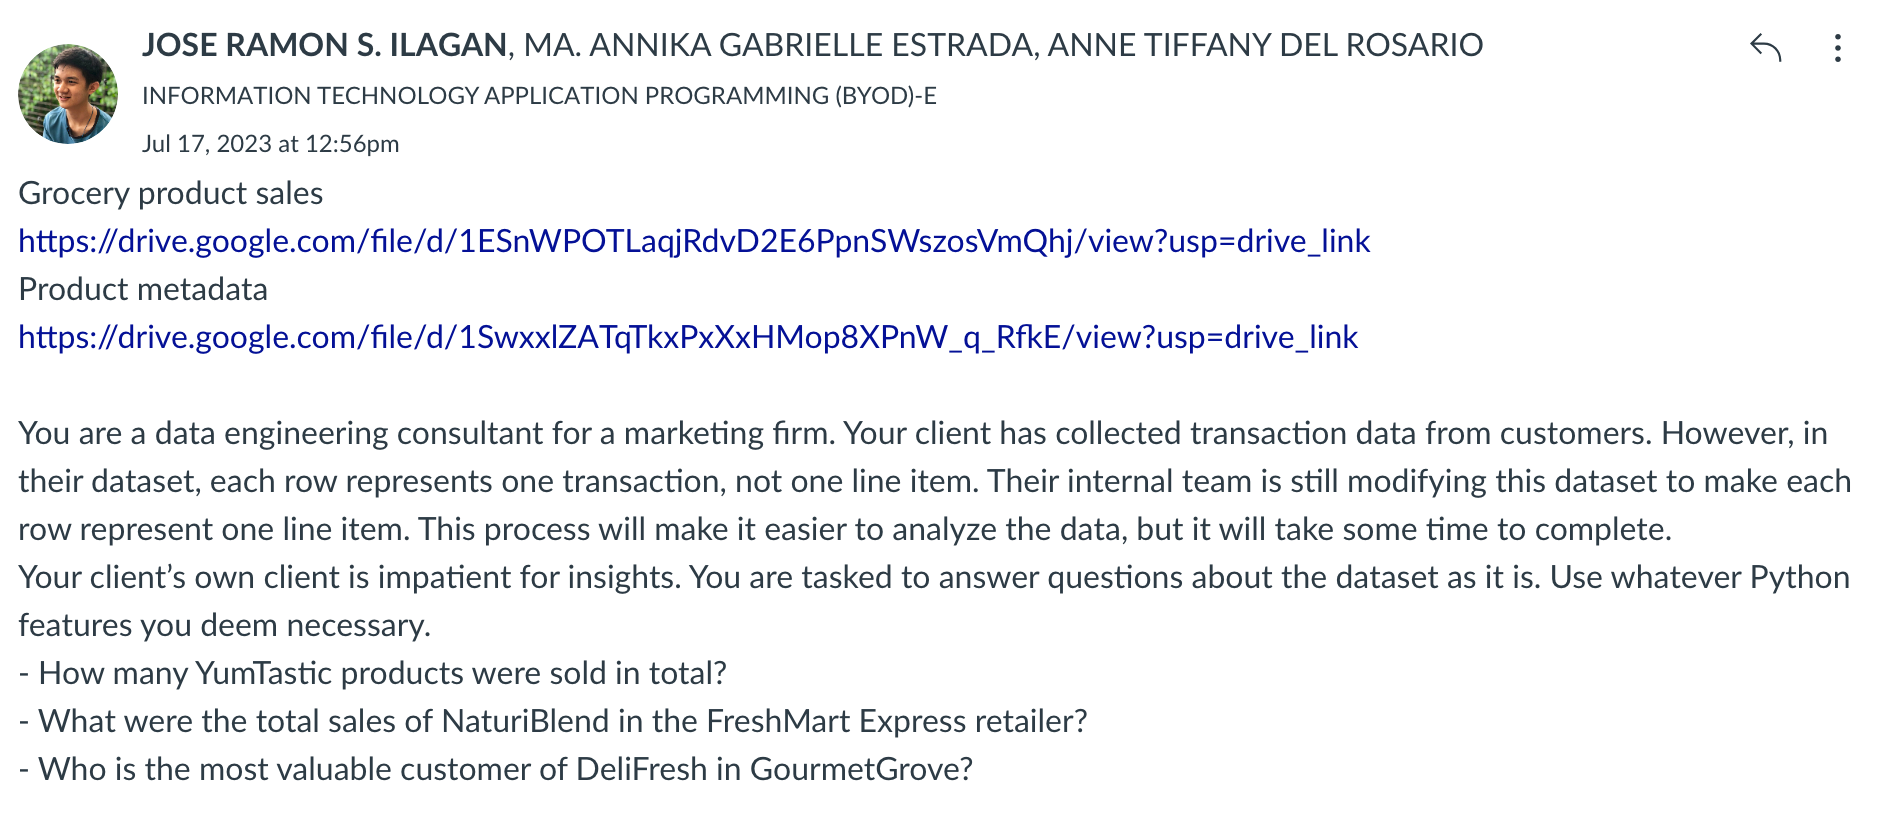 JOSE RAMON S. ILAGAN, MA. ANNIKA GABRIELLE ESTRADA, ANNE TIFFANY DEL ROSARIO
INFORMATION TECHNOLOGY APPLICATION PROGRAMMING (BYOD)-E
Jul 17, 2023 at 12:56pm
Grocery product sales
https://drive.google.com/file/d/1ESnWPOTLaqjRdvD2E6PpnSWszosVmQhj/view?usp=drive_link
Product metadata
https://drive.google.com/file/d/1SwxxlZATqTkxPxXxHMop8XPnW_q_RfkE/view?usp=drive_link
You are a data engineering consultant for a marketing firm. Your client has collected transaction data from customers. However, in
their dataset, each row represents one transaction, not one line item. Their internal team is still modifying this dataset to make each
row represent one line item. This process will make it easier to analyze the data, but it will take some time to complete.
Your client’s own client is impatient for insights. You are tasked to answer questions about the dataset as it is. Use whatever Python
features you deem necessary.
- How many YumTastic products were sold in total?
- What were the total sales of NaturiBlend in the FreshMart Express retailer?
- Who is the most valuable customer of DeliFresh in GourmetGrove?